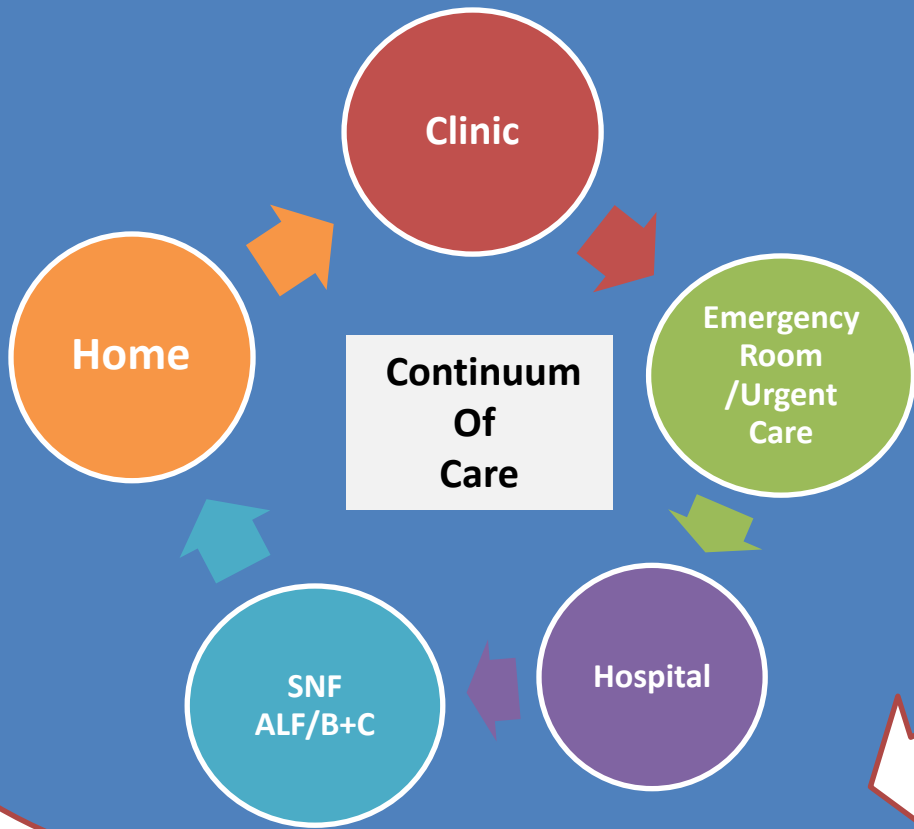 Clinic
Emergency
Room
/Urgent
Care
Home
Continuum
Of
Care
Hospital
SNF
ALF/B+C